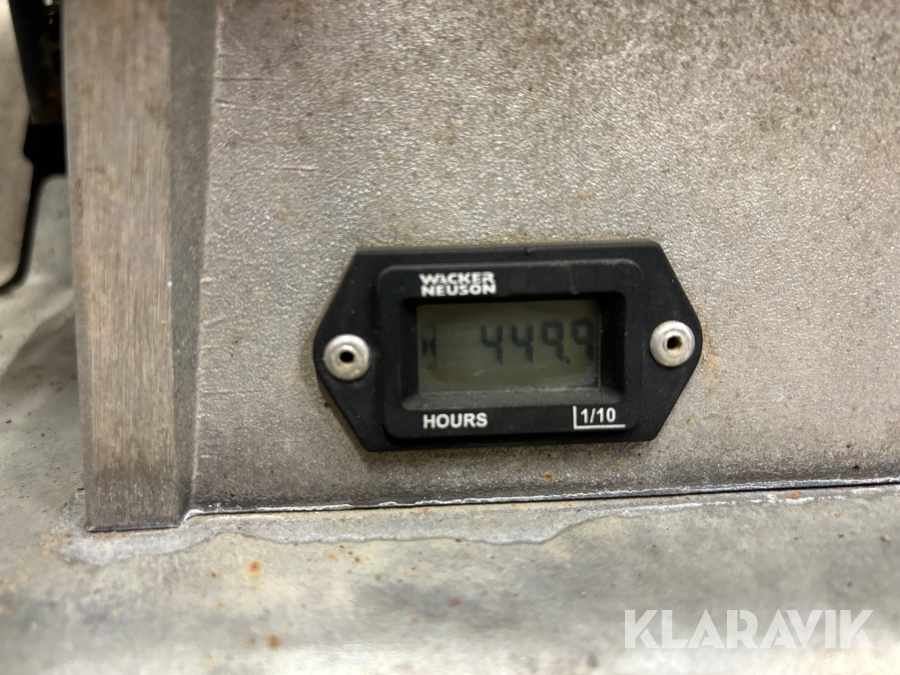 WACKER
NEUSON
449.9
HOURS
1/10
KLARAVIK